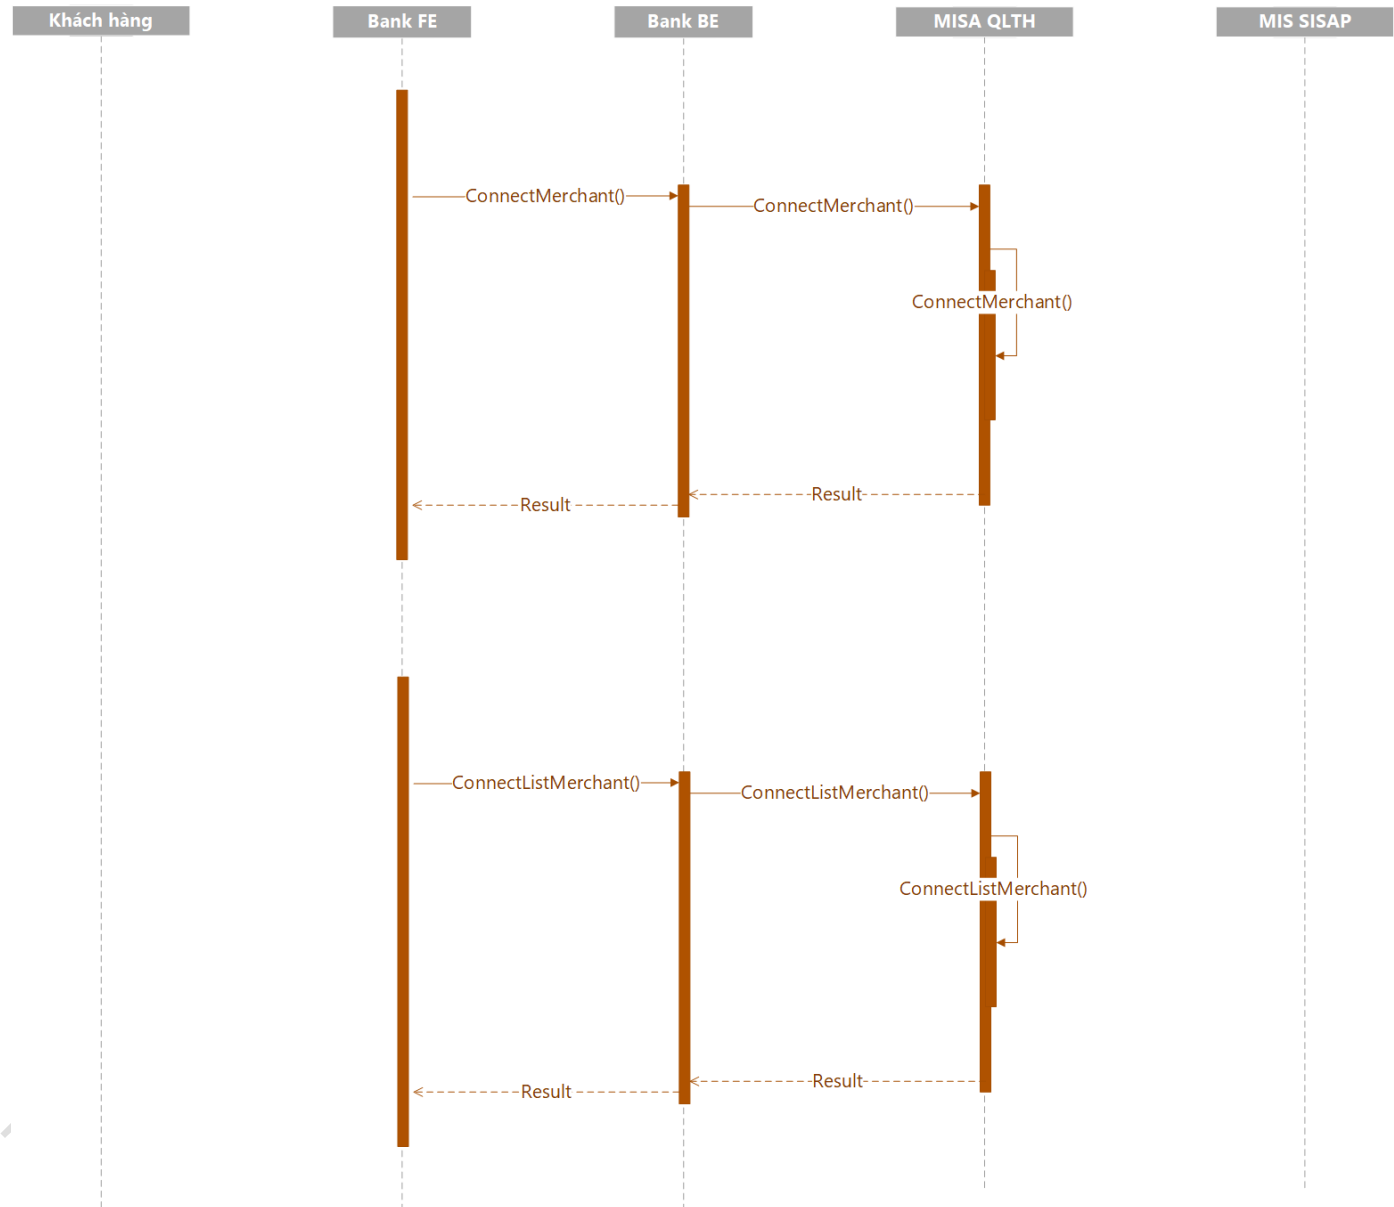 Khách hàng
Bank FE
Bank BE
MISA QLTH
MIS SISAP
ConnectMerchant()
ConnectMerchant()
ConnectMerchant()
Result
Result
ConnectListMerchant()
ConnectListMerchant()
ConnectListMerchant()
Result
Result